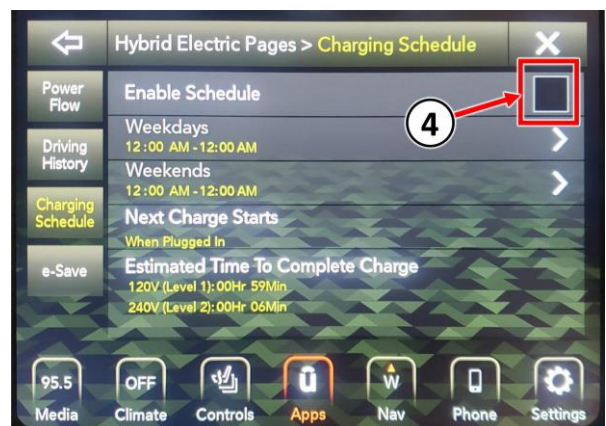 Hybrid Electric Pages > Charging Schedule
X
Power
Flow
Enable Schedule
4
Driving
History
Weekdays
12:00 AM - 12:00 AM
Weekends
12:00 AM - 12:00 AM
Charging
Schedule
Next Charge Starts
When Plugged In
e-Save
Estimated Time To Complete Charge
120V (Level 1): 00Hr 59Min
240V (Level 2): 00Hr 06Min
95.5
OFF
ū
W
Media
Climate
Controls
Apps
Nav
Phone
Settings